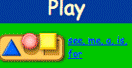 Play
see, me, a, is,
for